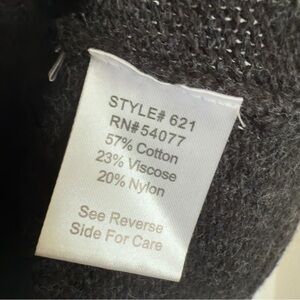 STYLE# 621
RN#54077
57% Cotton
23% Viscose
20% Nylon
See Reverse
Side For Care